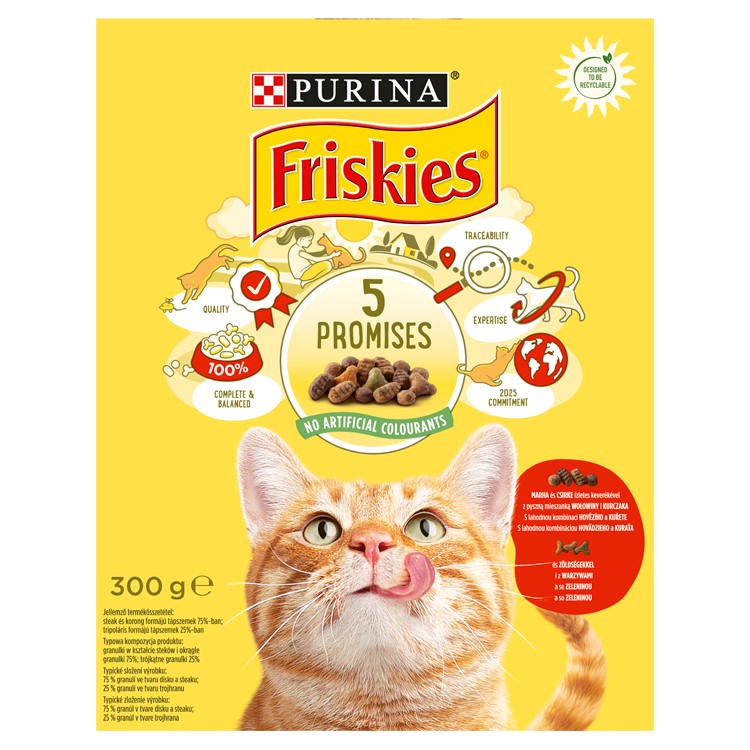 PURINA®
Friskies®
DESIGNED
TO BE
RECYCLABLE
TRACEABILITY
QUALITY
EXPERTISE
5
PROMISES
100%
COMPLETE &
BALANCED
2025
COMMITMENT
NO ARTIFICIAL COLOURANTS
MARHA és CSIRKE ízletes keverékével
z pyszną mieszanką WOŁOWINY i KURCZAKA
S lahodnou kombinací HOVĚZÍHO a KUŘETE
S lahodnou kombináciou HOVÄDZIEHO a KURAŤA
és ZÖLDSÉGEKKEL
i z WARZYWAMI
a se ZELENINOU
a so ZELENINOU
300 g ℮
Jellemző termékösszetétel:
steak és korong formájú tápszemek 75%-ban;
tripoláris formájú tápszemek 25%-ban
Typowa kompozycja produktu:
granulki w kształcie steków i okrągłe
granulki 75%; trójkątne granulki 25%
Typické složení výrobku:
75 % granulí ve tvaru disku a steaku;
25 % granulí ve tvaru trojhranu
Typické zloženie výrobku:
75 % granúl v tvare disku a steaku;
25 % granúl v tvare trojhrana